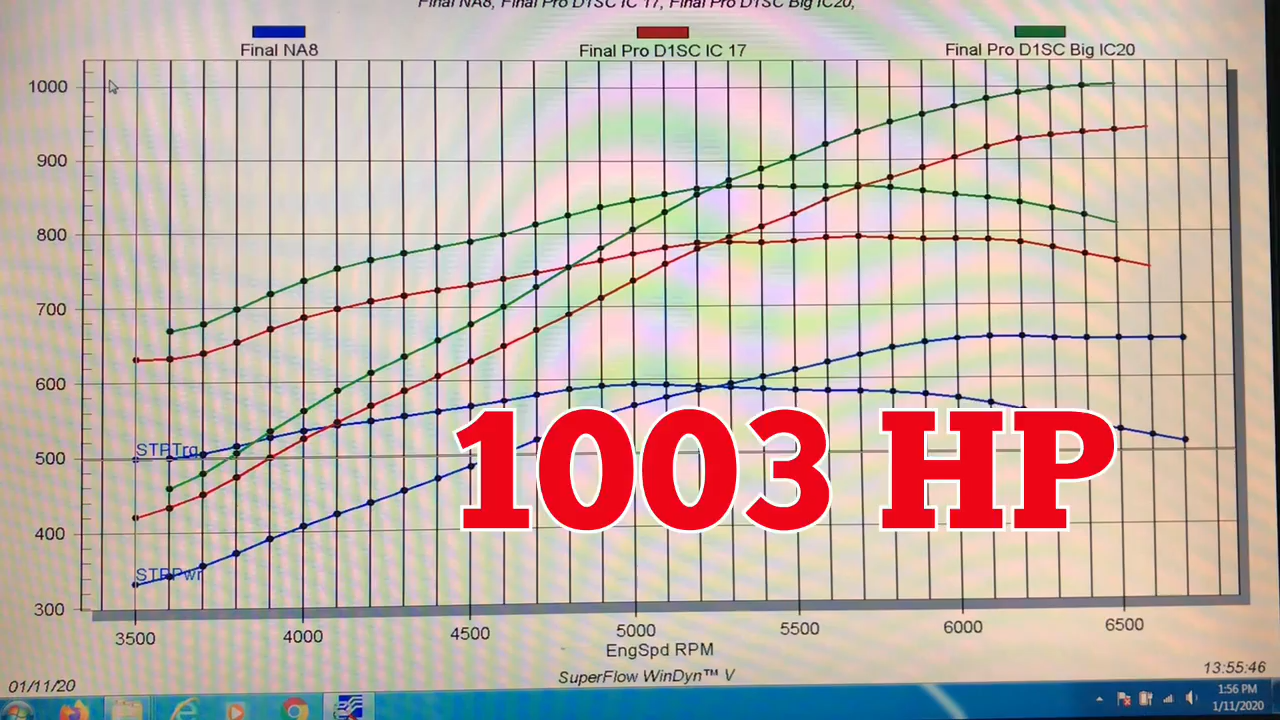 Final NA8, Final Pro D1SC IC 17, Final Pro D1SC Big IC20,
Final NA8
Final Pro D1SC IC 17
Final Pro D1SC Big IC20
1000
900
800
700
600
500
400
300
STPTrq
STPPwr
1003 HP
3500
4000
4500
5000
5500
6000
6500
EngSpd RPM
SuperFlow WinDyn™ V
01/11/20
13:55:46
1:56 PM
1/11/2020